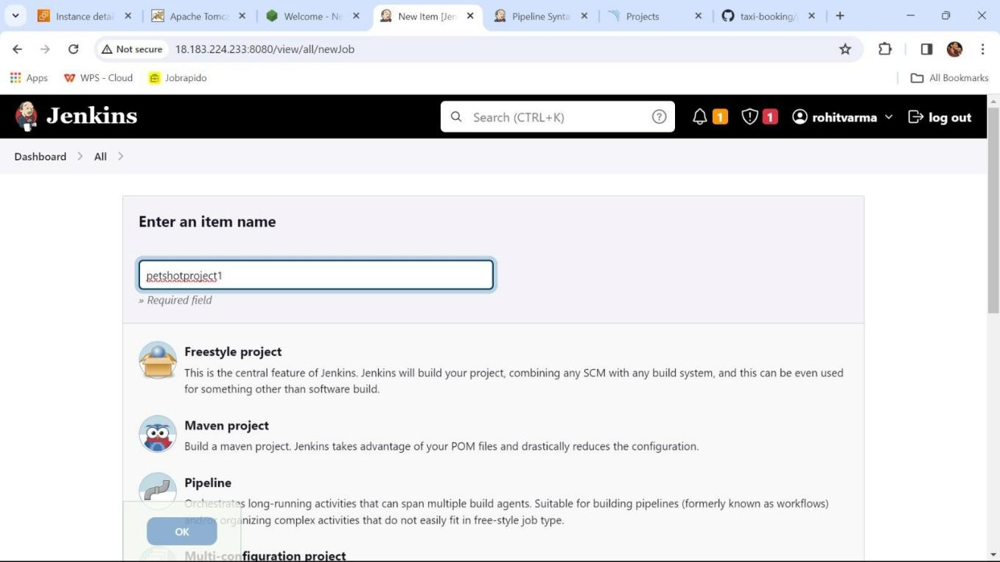 Instance detai
Apache Tomca
Welcome - Ne
New Item [Jen
Pipeline Synta
Projects
taxi-booking/
Not secure
18.183.224.233:8080/view/all/newJob
Apps
WPS - Cloud
Jobrapido
All Bookmarks
Jenkins
Search (CTRL+K)
1
1
rohitvarma
log out
Dashboard
All
Enter an item name
petshotproject1
» Required field
Freestyle project
This is the central feature of Jenkins. Jenkins will build your project, combining any SCM with any build system, and this can be even used
for something other than software build.
Maven project
Build a maven project. Jenkins takes advantage of your POM files and drastically reduces the configuration.
Pipeline
Orchestrates long-running activities that can span multiple build agents. Suitable for building pipelines (formerly known as workflows)
and/or organizing complex activities that do not easily fit in free-style job type.
OK
Multi-configuration project